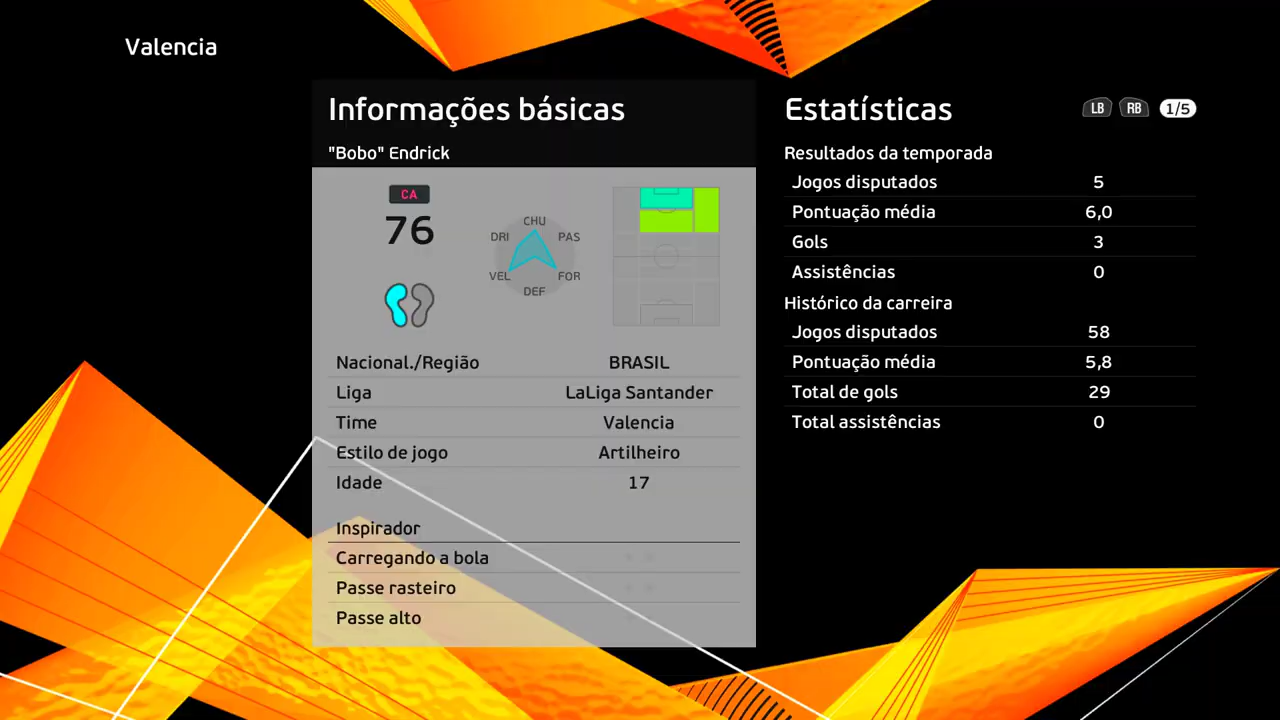 Valencia
Informações básicas
"Bobo" Endrick
CA
76
CHU
DRI
PAS
VEL
FOR
DEF
Nacional./Região BRASIL
Liga LaLiga Santander
Time Valencia
Estilo de jogo Artilheiro
Idade 17
Inspirador
Carregando a bola
Passe rasteiro
Passe alto
Estatísticas LB RB 1/5
Resultados da temporada
Jogos disputados 5
Pontuação média 6,0
Gols 3
Assistências 0
Histórico da carreira
Jogos disputados 58
Pontuação média 5,8
Total de gols 29
Total assistências 0